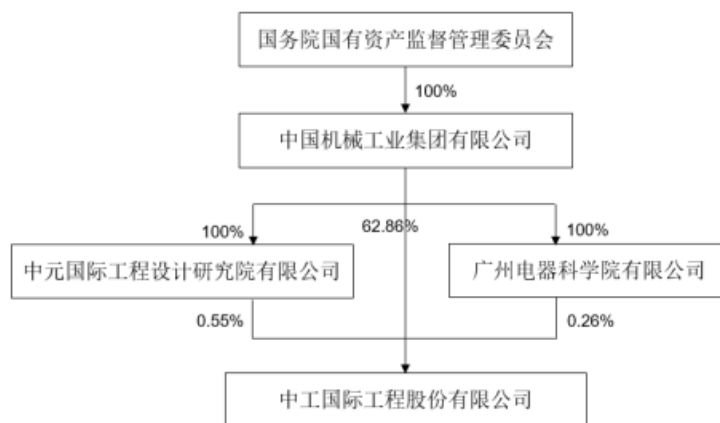 国务院国有资产监督管理委员会
100%
中国机械工业集团有限公司
100%
62.86%
100%
中元国际工程设计研究院有限公司
广州电器科学院有限公司
0.55%
0.26%
中工国际工程股份有限公司